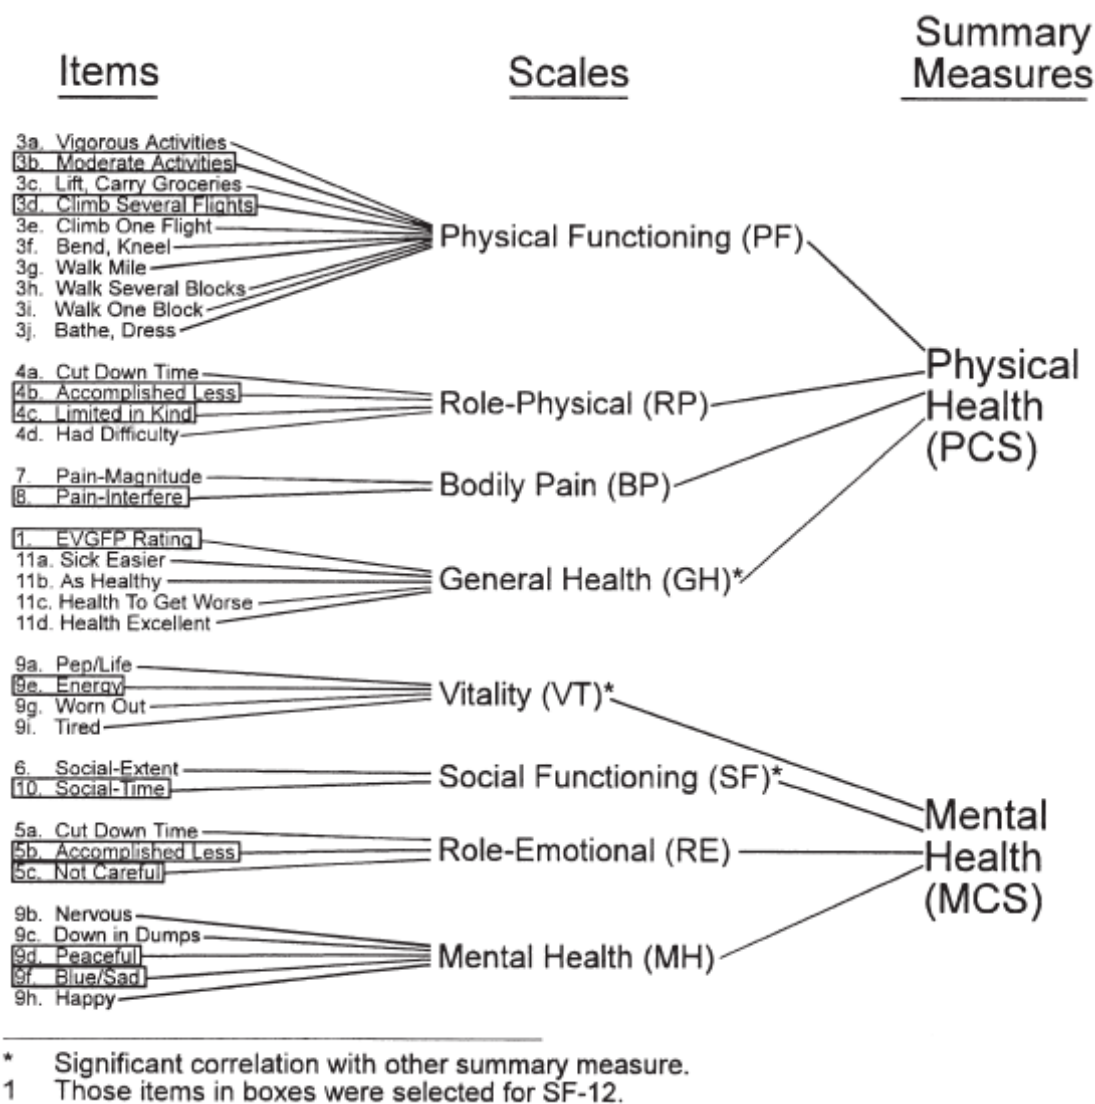 Summary
Items Scales Measures
3a. Vigorous Activities
3b. Moderate Activities
3c. Lift, Carry Groceries
3d. Climb Several Flights
3e. Climb One Flight
3f. Bend, Kneel
3g. Walk Mile
3h. Walk Several Blocks
3i. Walk One Block
3j. Bathe, Dress
Physical Functioning (PF)
4a. Cut Down Time
4b. Accomplished Less
4c. Limited in Kind
4d. Had Difficulty
Role-Physical (RP)
7. Pain-Magnitude
8. Pain-Interfere
Bodily Pain (BP)
1. EVGFP Rating
11a. Sick Easier
11b. As Healthy
11c. Health To Get Worse
11d. Health Excellent
General Health (GH)*
Physical
Health
(PCS)
9a. Pep/Life
9e. Energy
9g. Worn Out
9i. Tired
Vitality (VT)*
6. Social-Extent
10. Social-Time
Social Functioning (SF)*
5a. Cut Down Time
5b. Accomplished Less
5c. Not Careful
Role-Emotional (RE)
9b. Nervous
9c. Down in Dumps
9d. Peaceful
9f. Blue/Sad
9h. Happy
Mental Health (MH)
Mental
Health
(MCS)
* Significant correlation with other summary measure.
1 Those items in boxes were selected for SF-12.